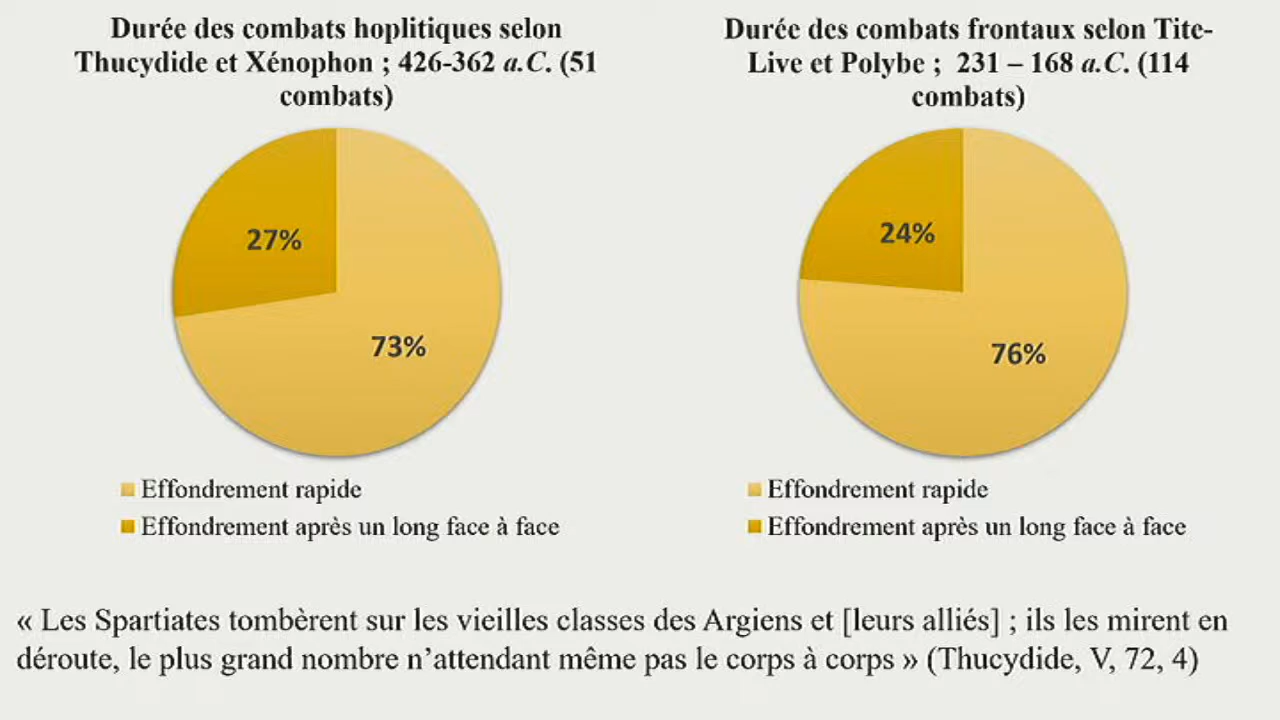 Durée des combats hoplitiques selon
Thucydide et Xénophon ; 426-362 a.C. (51
combats)
27%
73%
Effondrement rapide
Effondrement après un long face à face
Durée des combats frontaux selon Tite-
Live et Polybe ; 231 – 168 a.C. (114
combats)
24%
76%
Effondrement rapide
Effondrement après un long face à face
« Les Spartiates tombèrent sur les vieilles classes des Argiens et [leurs alliés] ; ils les mirent en
déroute, le plus grand nombre n’attendant même pas le corps à corps » (Thucydide, V, 72, 4)